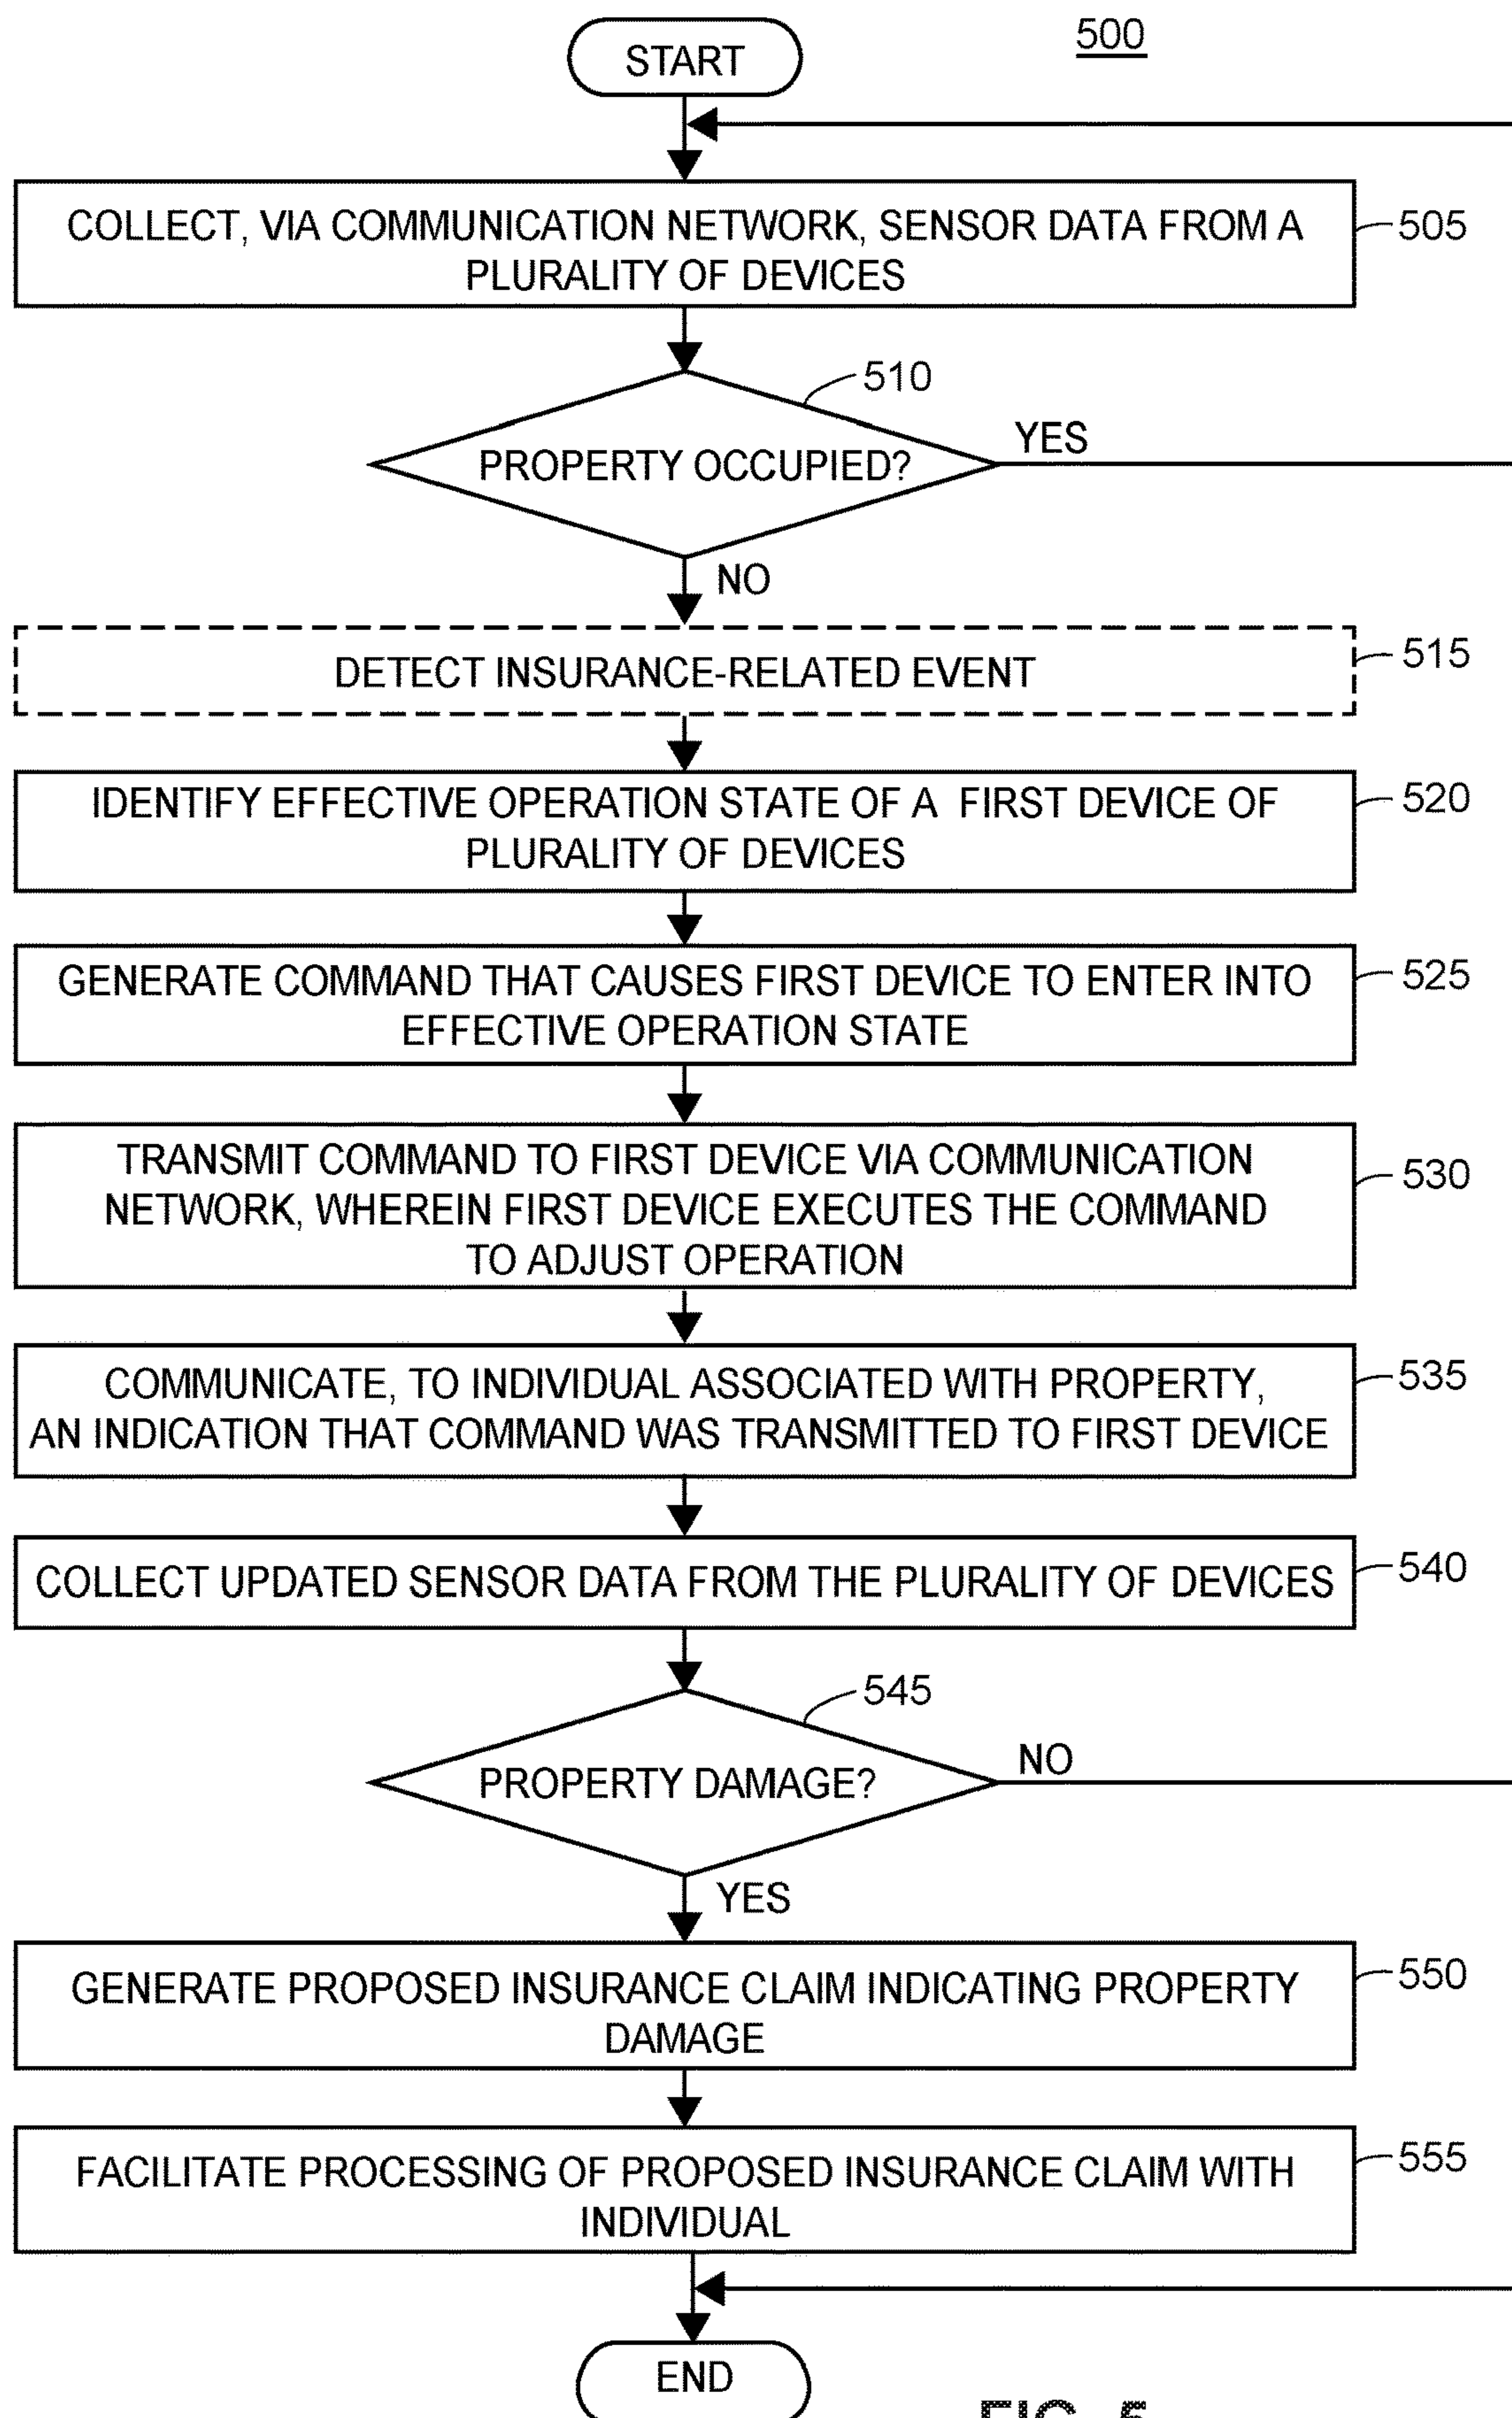 500
START
COLLECT, VIA COMMUNICATION NETWORK, SENSOR DATA FROM A
PLURALITY OF DEVICES
505
510
PROPERTY OCCUPIED?
YES
NO
DETECT INSURANCE-RELATED EVENT
515
IDENTIFY EFFECTIVE OPERATION STATE OF A FIRST DEVICE OF
PLURALITY OF DEVICES
520
GENERATE COMMAND THAT CAUSES FIRST DEVICE TO ENTER INTO
EFFECTIVE OPERATION STATE
525
TRANSMIT COMMAND TO FIRST DEVICE VIA COMMUNICATION
NETWORK, WHEREIN FIRST DEVICE EXECUTES THE COMMAND
TO ADJUST OPERATION
530
COMMUNICATE, TO INDIVIDUAL ASSOCIATED WITH PROPERTY,
AN INDICATION THAT COMMAND WAS TRANSMITTED TO FIRST DEVICE
535
COLLECT UPDATED SENSOR DATA FROM THE PLURALITY OF DEVICES
540
545
PROPERTY DAMAGE?
NO
YES
GENERATE PROPOSED INSURANCE CLAIM INDICATING PROPERTY
DAMAGE
550
FACILITATE PROCESSING OF PROPOSED INSURANCE CLAIM WITH
INDIVIDUAL
555
END
FIG. 5